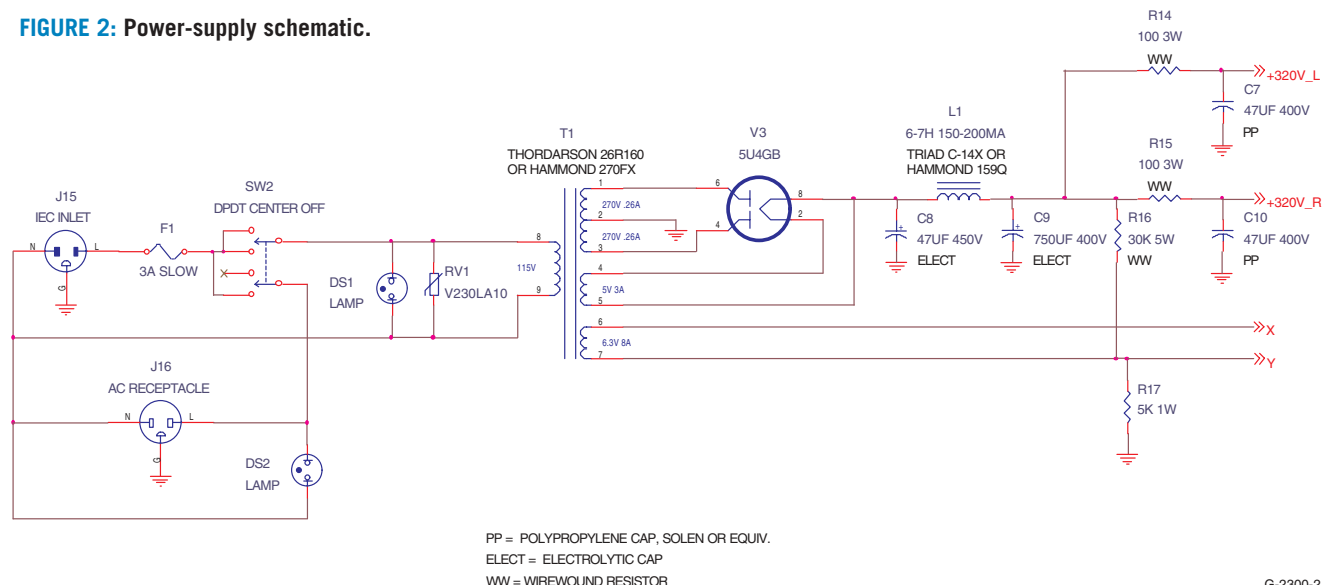 FIGURE 2: Power-supply schematic.
R14
100 3W
WW
+320V_L
C7
47UF 400V
PP
L1
6-7H 150-200MA
TRIAD C-14X OR
HAMMOND 159Q
T1
THORDARSON 26R160
OR HAMMOND 270FX
V3
5U4GB
R15
100 3W
WW
+320V_R
C10
47UF 400V
PP
J15
IEC INLET
N
L
G
F1
3A SLOW
SW2
DPDT CENTER OFF
1
270V .26A
2
270V .26A
3
6
4
8
2
C8
47UF 450V
ELECT
C9
750UF 400V
ELECT
R16
30K 5W
WW
DS1
LAMP
RV1
V230LA10
8
115V
9
4
5V 3A
5
6
6.3V 8A
7
X
Y
J16
AC RECEPTACLE
N
L
G
R17
5K 1W
DS2
LAMP
PP = POLYPROPYLENE CAP, SOLEN OR EQUIV.
ELECT = ELECTROLYTIC CAP
WW = WIREWOUND RESISTOR
G-2300-2